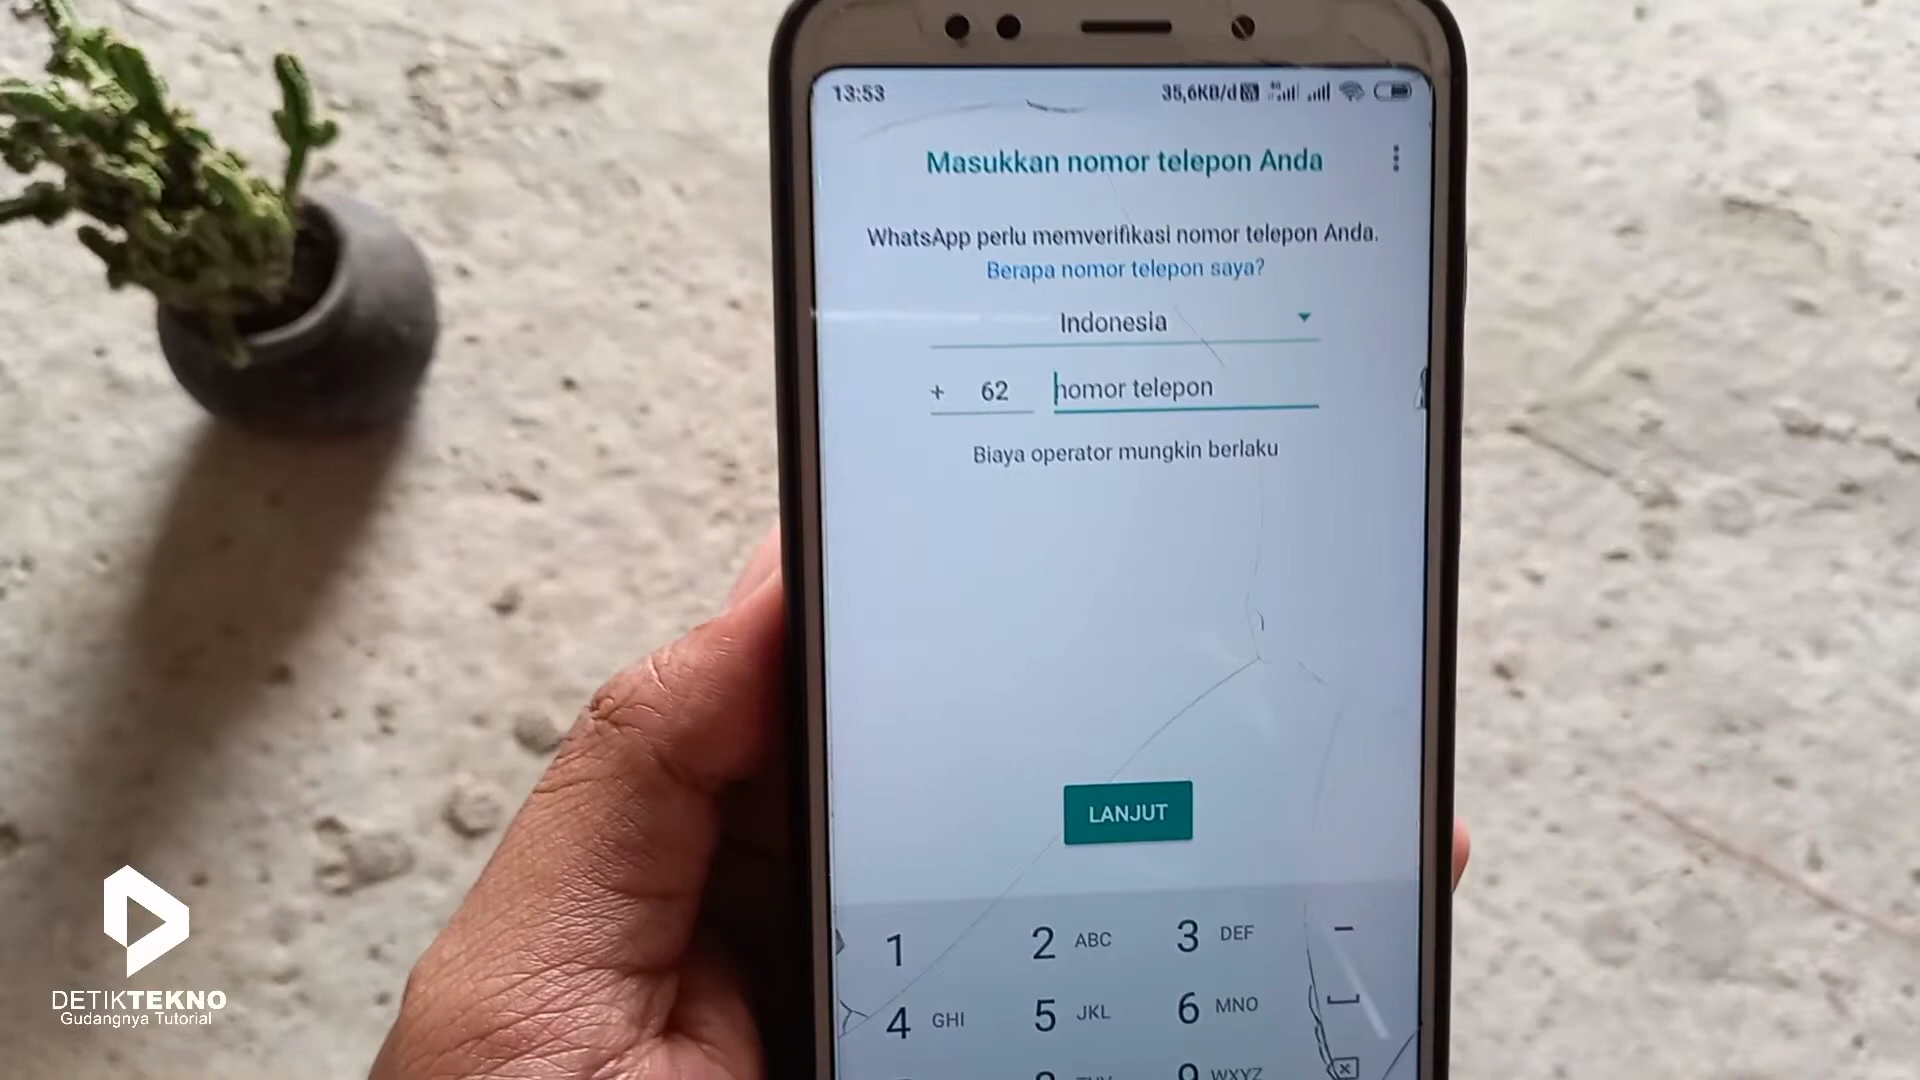 13:53
35,6KB/d
Masukkan nomor telepon Anda
WhatsApp perlu memverifikasi nomor telepon Anda.
Berapa nomor telepon saya?
Indonesia
+ 62 nomor telepon
Biaya operator mungkin berlaku
LANJUT
1 2 ABC 3 DEF -
4 GHI 5 JKL 6 MNO
WXYZ
DETIKTEKNO
Gudangnya Tutorial